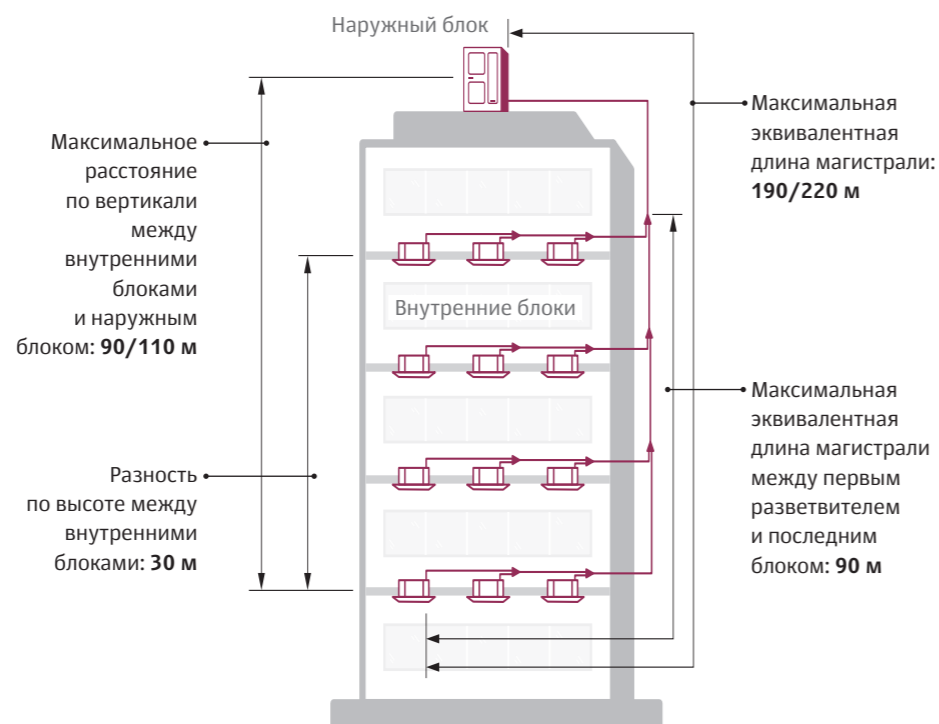 Наружный блок
Максимальное
расстояние
по вертикали
между
внутренними
блоками
и наружным
блоком: 90/110 м
Максимальная
эквивалентная
длина магистрали:
190/220 м
Внутренние блоки
Разность
по высоте между
внутренними
блоками: 30 м
Максимальная
эквивалентная
длина магистрали
между первым
разветвителем
и последним
блоком: 90 м